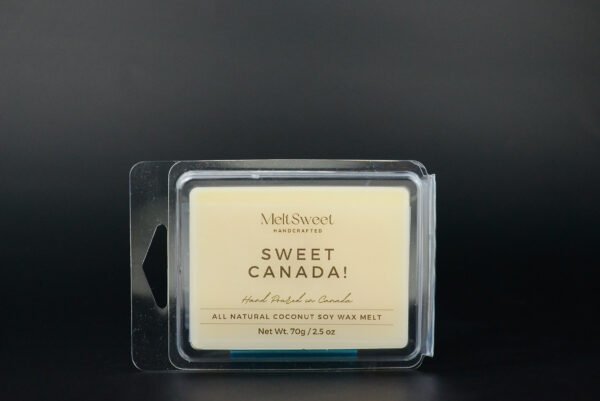 MeltSweet
HANDCRAFTED
SWEET
CANADA!
Hand Poured in Canada
ALL NATURAL COCONUT SOY WAX MELT
Net Wt. 70g / 2.5 oz